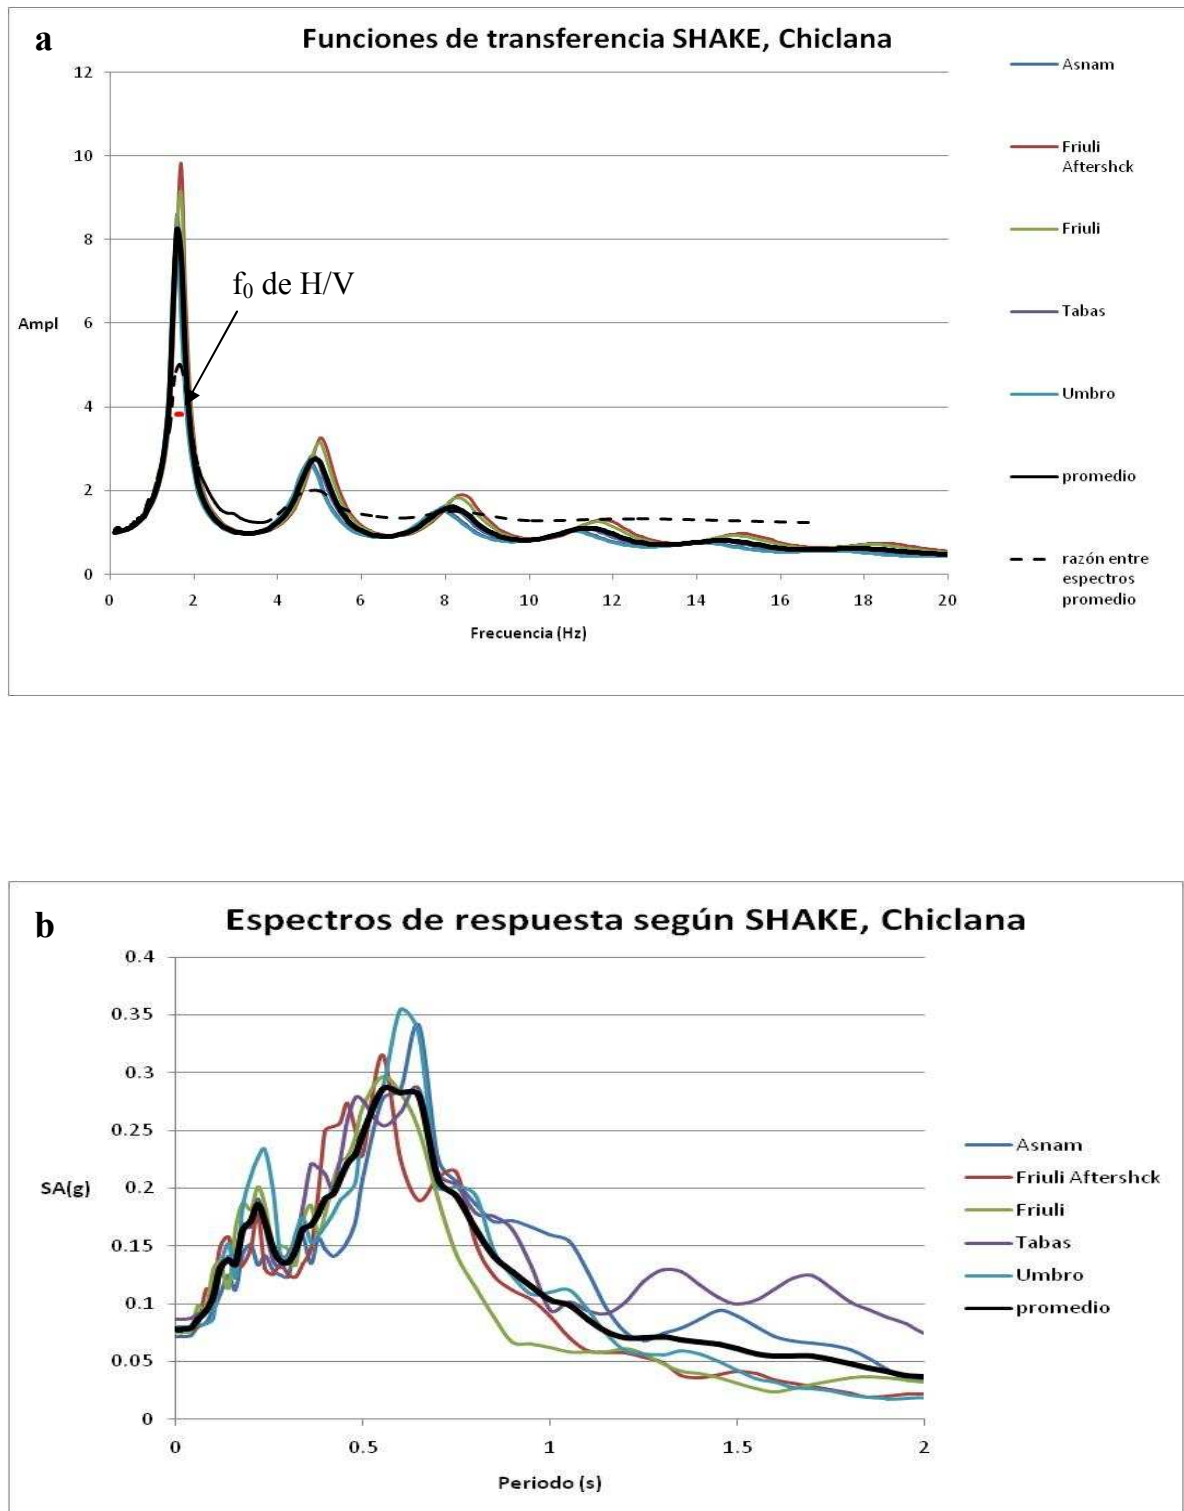 a
Funciones de transferencia SHAKE, Chiclana
12
10
8
6
4
2
0
Ampl
f₀ de H/V
0 2 4 6 8 10 12 14 16 18 20
Frecuencia (Hz)
Asnam
Friuli
Aftershck
Friuli
Tabas
Umbro
promedio
razón entre
espectros
promedio
b
Espectros de respuesta según SHAKE, Chiclana
0.4
0.35
0.3
0.25
0.2
0.15
0.1
0.05
0
SA(g)
0 0.5 1 1.5 2
Periodo (s)
Asnam
Friuli Aftershck
Friuli
Tabas
Umbro
promedio